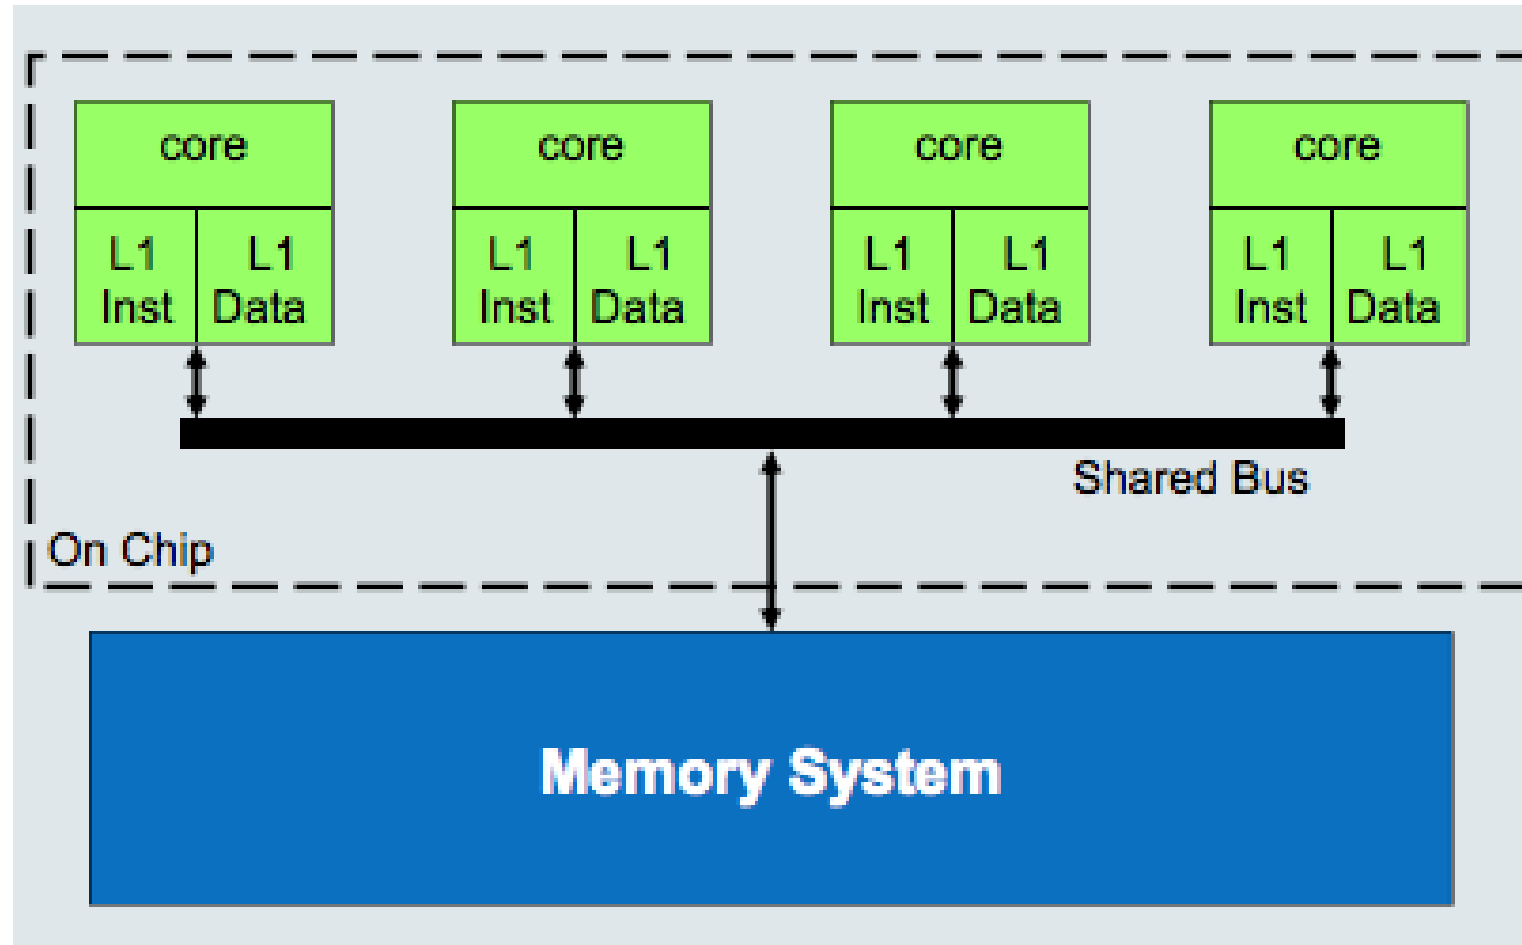 core
core
core
core
L1
Inst
L1
Data
L1
Inst
L1
Data
L1
Inst
L1
Data
L1
Inst
L1
Data
Shared Bus
On Chip
Memory System